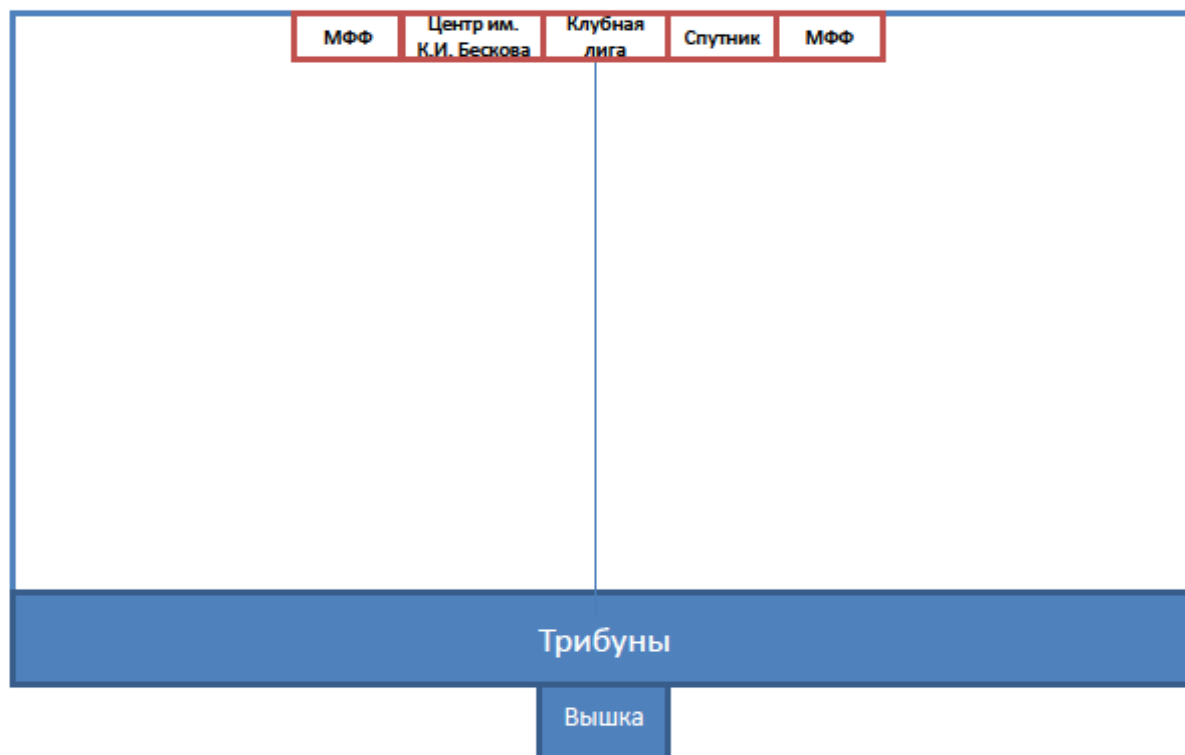 МФФ
Центр им.
К.И. Бескова
Клубная
лига
Спутник
МФФ
Трибуны
Вышка